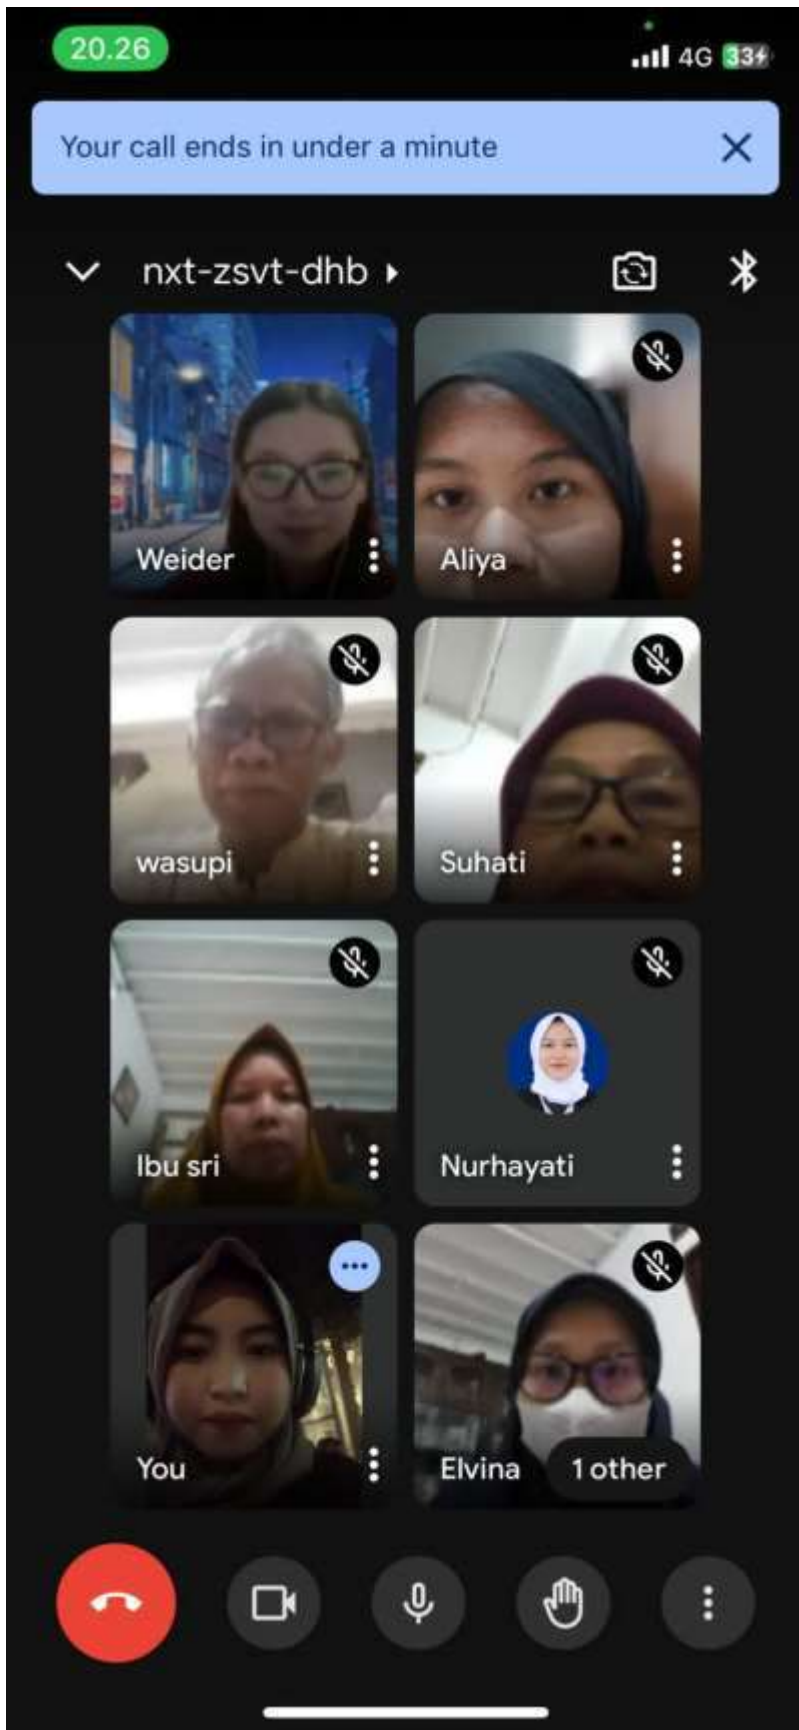 20.26
4G 33
Your call ends in under a minute
nxt-zsvt-dhb
Weider
Aliya
wasupi
Suhati
Ibu sri
Nurhayati
You
Elvina
1 other